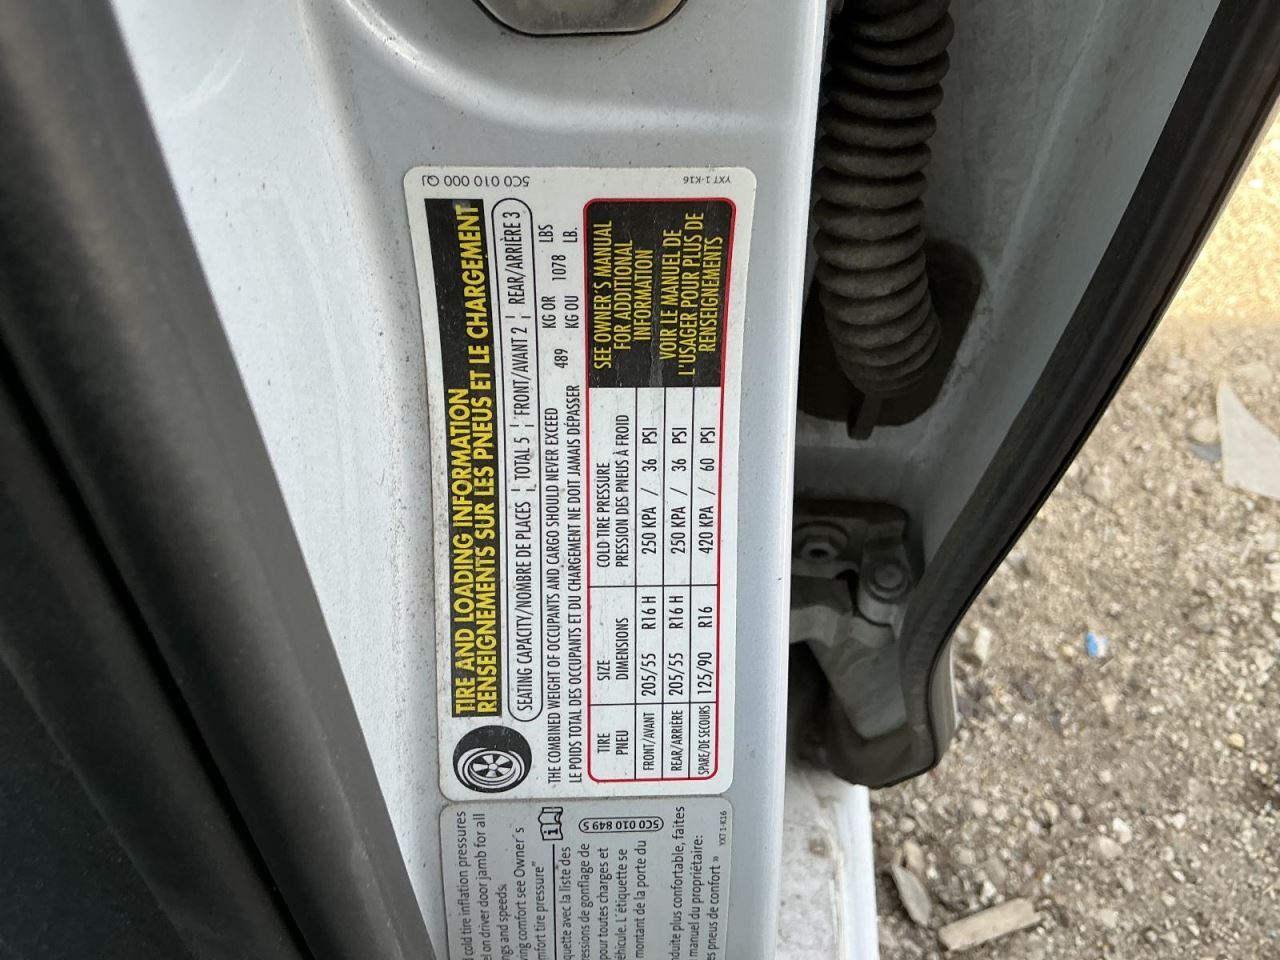 5C0 010 000 QJ
YXT 1-K16
TIRE AND LOADING INFORMATION
RENSEIGNEMENTS SUR LES PNEUS ET LE CHARGEMENT
SEATING CAPACITY/NOMBRE DE PLACES ¦ TOTAL 5 ¦ FRONT/AVANT 2 ¦ REAR/ARRIÈRE 3
THE COMBINED WEIGHT OF OCCUPANTS AND CARGO SHOULD NEVER EXCEED 489 KG OR 1078 LBS
LE POIDS TOTAL DES OCCUPANTS ET DU CHARGEMENT NE DOIT JAMAIS DÉPASSER KG OU LB.
TIRE SIZE COLD TIRE PRESSURE
PNEU DIMENSIONS PRESSION DES PNEUS À FROID
FRONT/AVANT 205/55 R16 H 250 KPA / 36 PSI
REAR/ARRIÈRE 205/55 R16 H 250 KPA / 36 PSI
SPARE/DE SECOURS 125/90 R16 420 KPA / 60 PSI
SEE OWNER'S MANUAL
FOR ADDITIONAL
INFORMATION
VOIR LE MANUEL DE
L'USAGER POUR PLUS DE
RENSEIGNEMENTS
cold tire inflation pressures
on driver door jamb for all
and speeds.
comfort see Owner's
tire pressure"
avec la liste des
de gonflage de
pour toutes charges et
L'étiquette se
montant de la porte du
plus confortable, faites
manuel du propriétaire:
pneus de confort »
5C0 010 849 S
YXT 1-K16